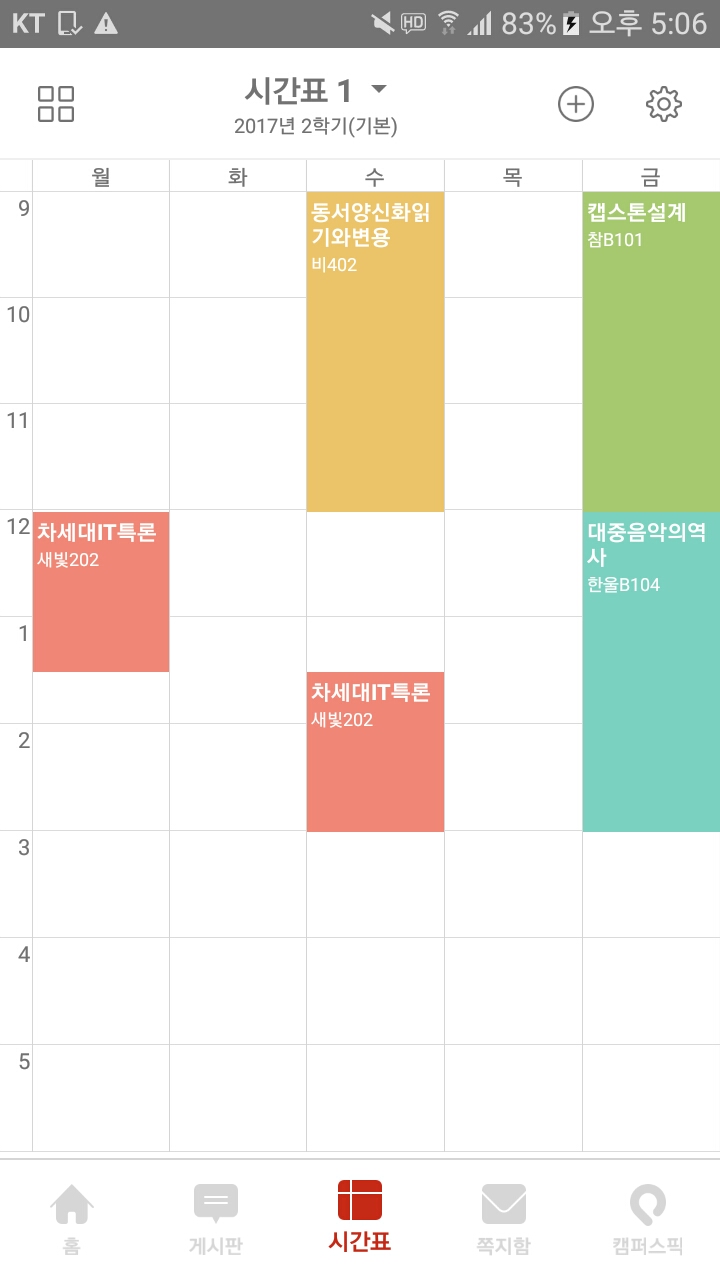 KT HD 83% 오후 5:06
시간표 1
2017년 2학기(기본)
월 화 수 목 금
9
동서양신화읽
기와변용
비402
캡스톤설계
참B101
10
11
12
차세대IT특론
새빛202
대중음악의역
사
한울B104
1
차세대IT특론
새빛202
2
3
4
5
홈 게시판 시간표 쪽지함 캠퍼스픽